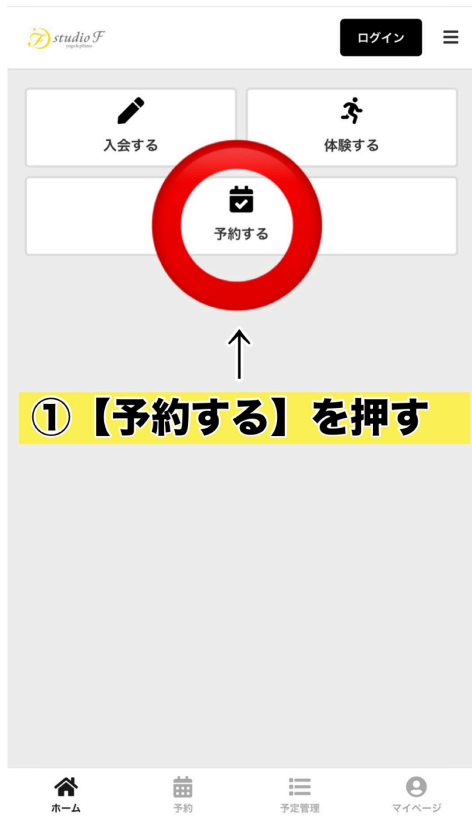 studio F
yoga & pilates
ログイン
入会する
体験する
予約する
①【予約する】を押す
ホーム
予約
予定管理
マイページ